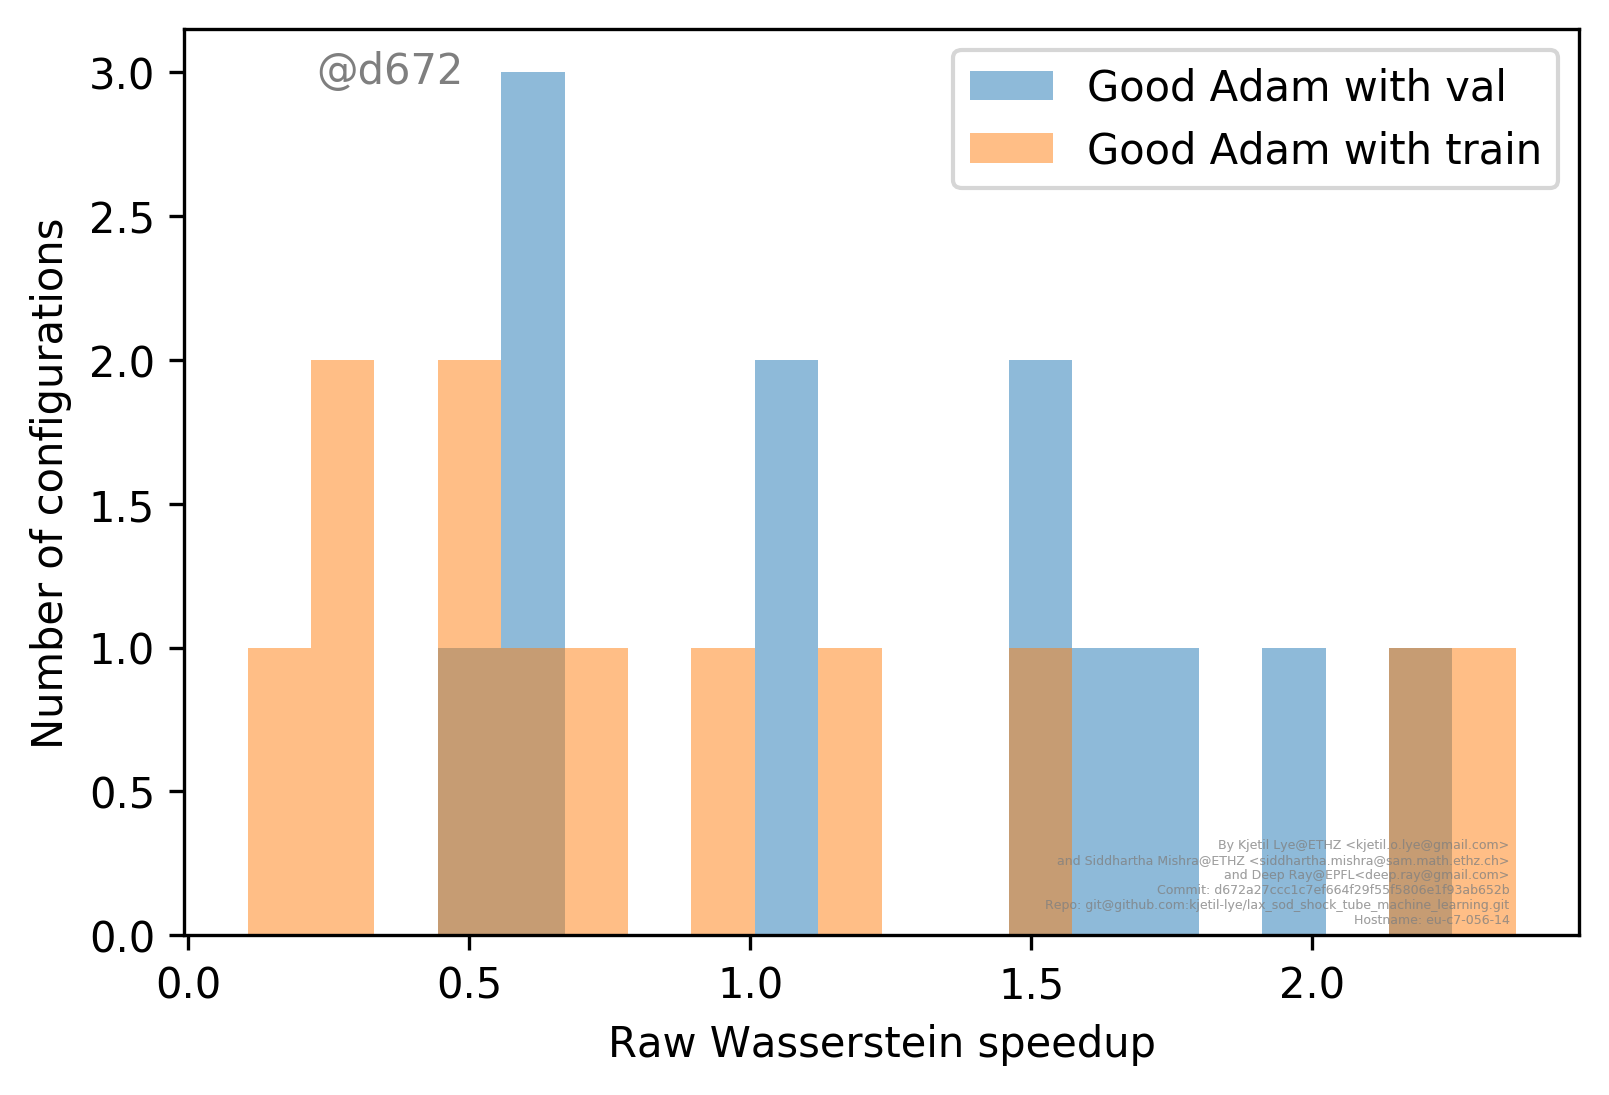 @d672
Good Adam with val
Good Adam with train
3.0
2.5
2.0
1.5
1.0
0.5
0.0
Number of configurations
By Kjetil Lye@ETHZ <kjetil.o.lye@gmail.com>
and Siddhartha Mishra@ETHZ <siddhartha.mishra@sam.math.ethz.ch>
and Deep Ray@EPFL<deep.ray@gmail.com>
Commit: d672a27ccc1c7ef664f29f55f5806e1f93ab652b
Repo: git@github.com:kjetil-lye/lax_sod_shock_tube_machine_learning.git
Hostname: eu-c7-056-14
0.0 0.5 1.0 1.5 2.0
Raw Wasserstein speedup